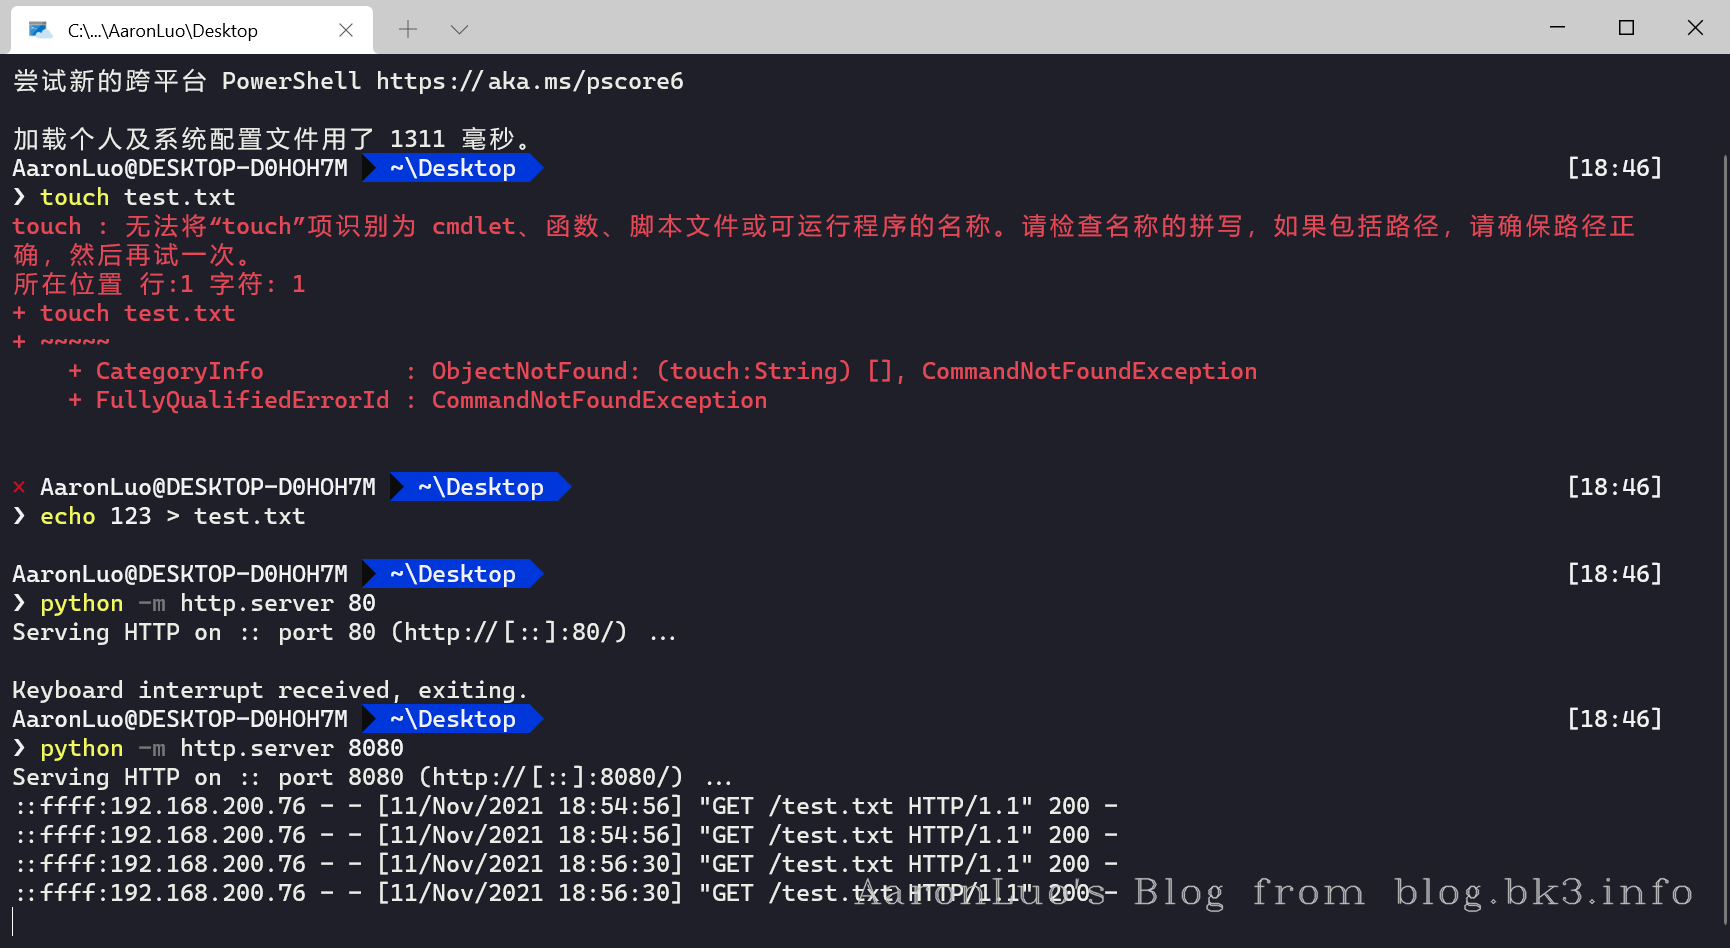 C:\...\AaronLuo\Desktop
尝试新的跨平台 PowerShell https://aka.ms/pscore6
加载个人及系统配置文件用了 1311 毫秒。
AaronLuo@DESKTOP-D0HOH7M ~\Desktop [18:46]
❯ touch test.txt
touch : 无法将“touch”项识别为 cmdlet、函数、脚本文件或可运行程序的名称。请检查名称的拼写，如果包括路径，请确保路径正
确，然后再试一次。
所在位置 行:1 字符: 1
+ touch test.txt
+ ~~~~~
    + CategoryInfo          : ObjectNotFound: (touch:String) [], CommandNotFoundException
    + FullyQualifiedErrorId : CommandNotFoundException
× AaronLuo@DESKTOP-D0HOH7M ~\Desktop [18:46]
❯ echo 123 > test.txt
AaronLuo@DESKTOP-D0HOH7M ~\Desktop [18:46]
❯ python -m http.server 80
Serving HTTP on :: port 80 (http://[::]:80/) ...
Keyboard interrupt received, exiting.
AaronLuo@DESKTOP-D0HOH7M ~\Desktop [18:46]
❯ python -m http.server 8080
Serving HTTP on :: port 8080 (http://[::]:8080/) ...
::ffff:192.168.200.76 - - [11/Nov/2021 18:54:56] "GET /test.txt HTTP/1.1" 200 -
::ffff:192.168.200.76 - - [11/Nov/2021 18:54:56] "GET /test.txt HTTP/1.1" 200 -
::ffff:192.168.200.76 - - [11/Nov/2021 18:56:30] "GET /test.txt HTTP/1.1" 200 -
::ffff:192.168.200.76 - - [11/Nov/2021 18:56:30] "GET /test.txt HTTP/1.1" 200 -
AaronLuo's Blog from blog.bk3.info